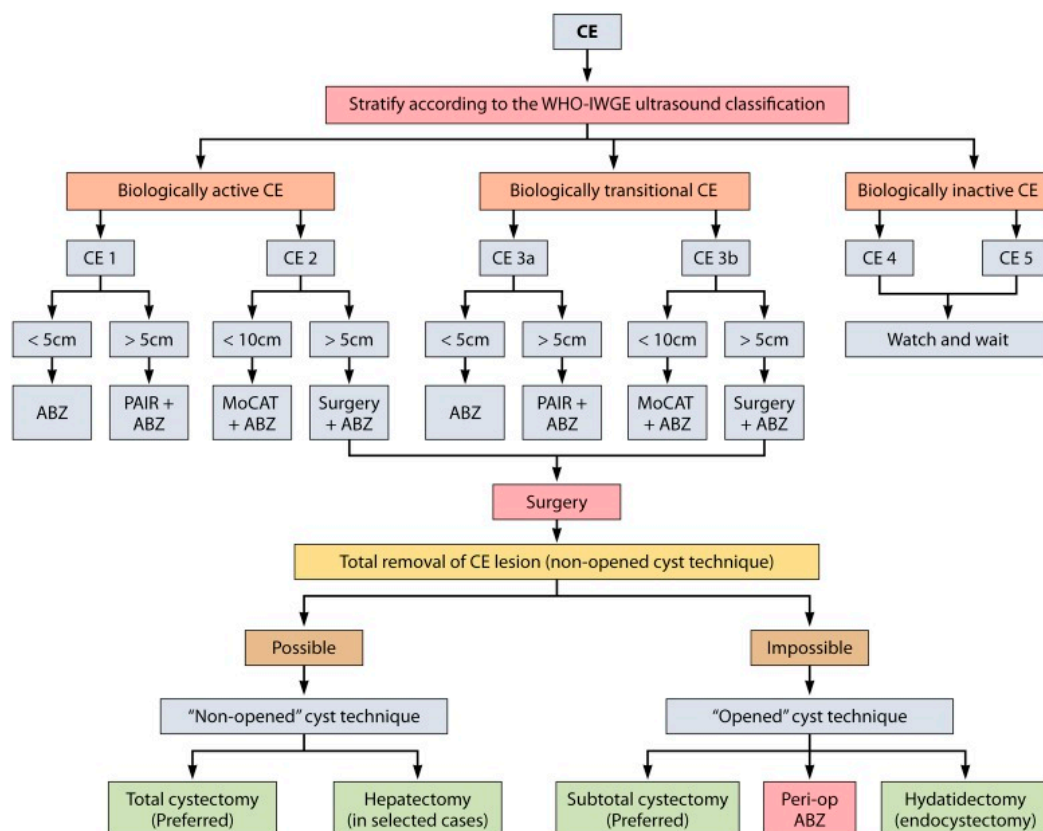 CE
Stratify according to the WHO-IWGE ultrasound classification
Biologically active CE
Biologically transitional CE
Biologically inactive CE
CE 1
CE 2
CE 3a
CE 3b
CE 4
CE 5
< 5cm
> 5cm
< 10cm
> 5cm
< 5cm
> 5cm
< 10cm
> 5cm
Watch and wait
ABZ
PAIR +
ABZ
MoCAT
+ ABZ
Surgery
+ ABZ
ABZ
PAIR +
ABZ
MoCAT
+ ABZ
Surgery
+ ABZ
Surgery
Total removal of CE lesion (non-opened cyst technique)
Possible
Impossible
“Non-opened” cyst technique
“Opened” cyst technique
Total cystectomy
(Preferred)
Hepatectomy
(in selected cases)
Subtotal cystectomy
(Preferred)
Peri-op
ABZ
Hydatidectomy
(endocystectomy)